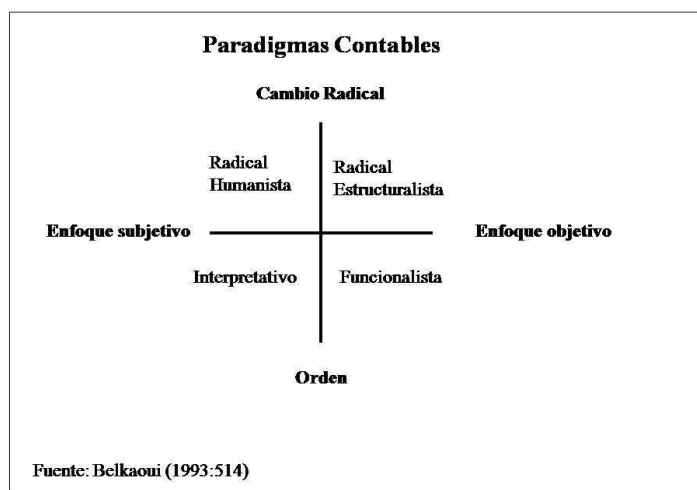 Paradigmas Contables
Cambio Radical
Radical
Humanista
Radical
Estructuralista
Enfoque subjetivo
Enfoque objetivo
Interpretativo
Funcionalista
Orden
Fuente: Belkaoui (1993:514)